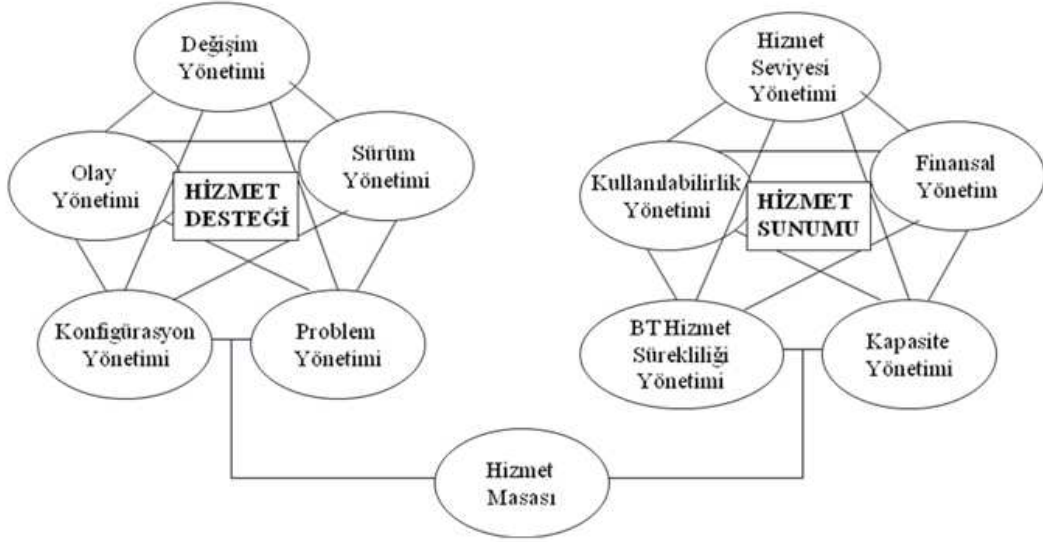 Değişim
Yönetimi
Olay
Yönetimi
HİZMET
DESTEĞİ
Sürüm
Yönetimi
Konfigürasyon
Yönetimi
Problem
Yönetimi
Hizmet
Seviyesi
Yönetimi
Kullanılabilirlik
Yönetimi
HİZMET
SUNUMU
Finansal
Yönetim
BT Hizmet
Sürekliliği
Yönetimi
Kapasite
Yönetimi
Hizmet
Masası